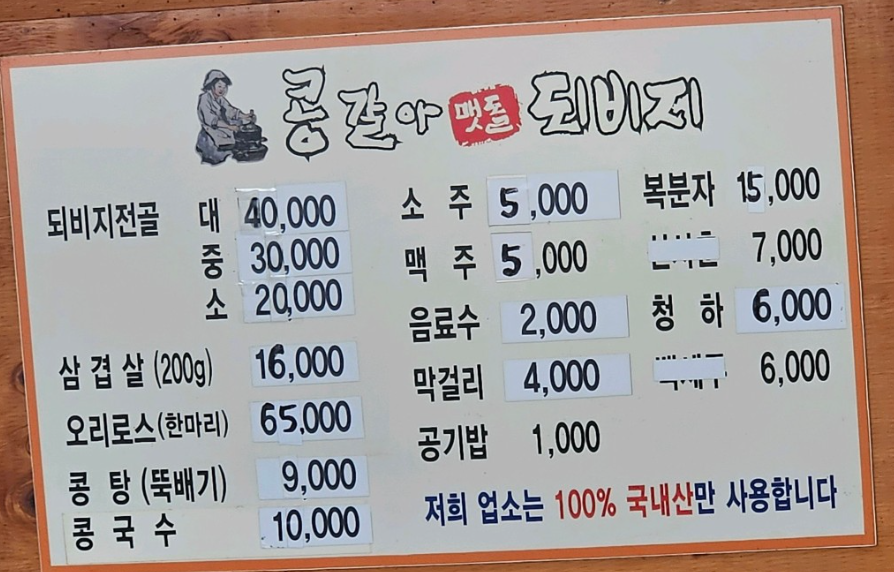 콩갈아 맷돌 되비지
되비지전골 대 40,000
중 30,000
소 20,000
삼겹살 (200g) 16,000
오리로스(한마리) 65,000
콩 탕 (뚝배기) 9,000
콩 국 수 10,000
소 주 5,000
맥 주 5,000
음료수 2,000
막걸리 4,000
공기밥 1,000
복분자 15,000
7,000
청 하 6,000
6,000
저희 업소는 100% 국내산만 사용합니다